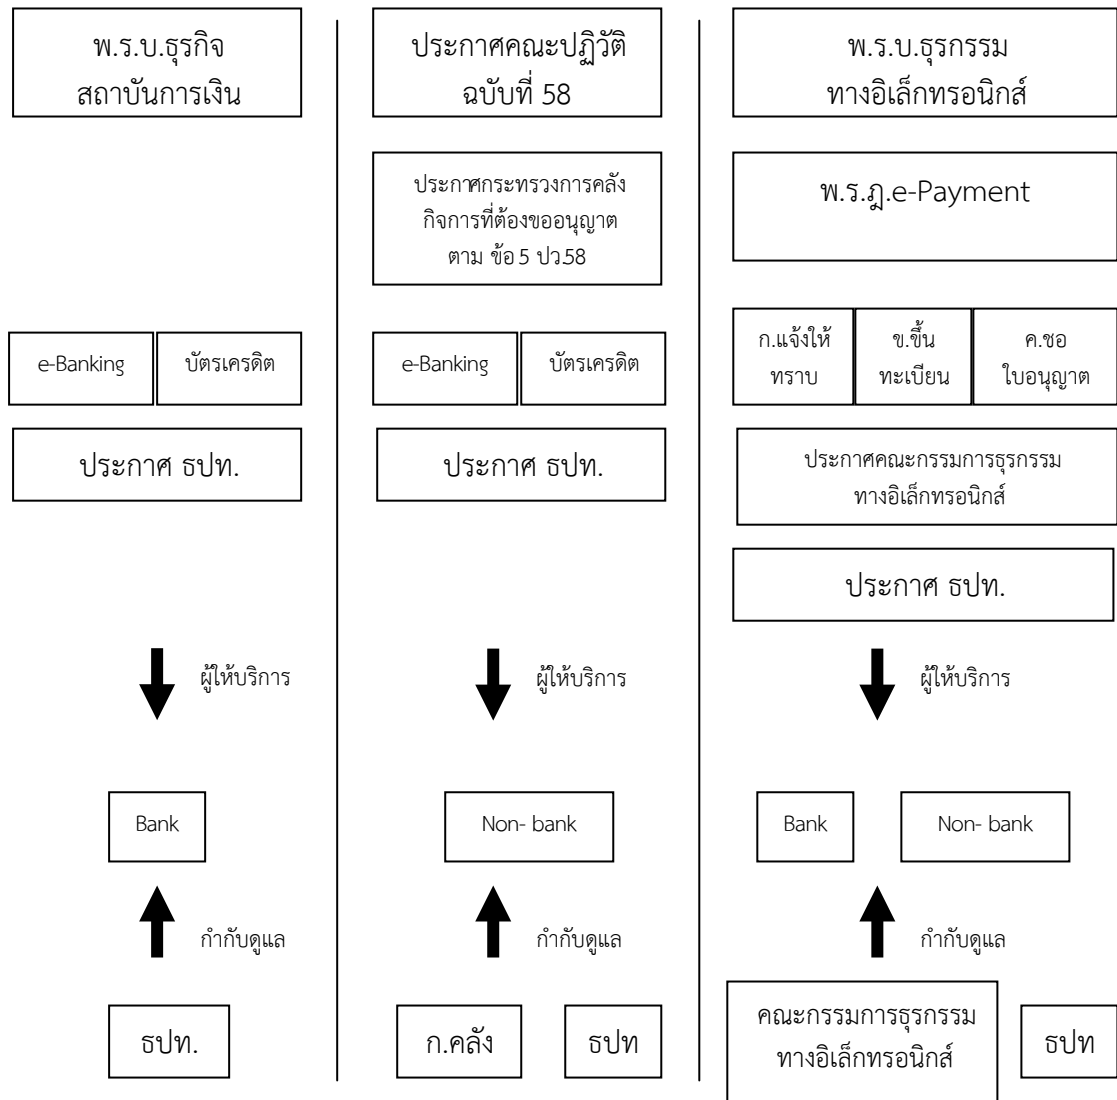 พ.ร.บ.ธุรกิจ
สถาบันการเงิน
e-Banking
บัตรเครดิต
ประกาศ ธปท.
ผู้ให้บริการ
Bank
กำกับดูแล
ธปท.
ประกาศคณะปฏิวัติ
ฉบับที่ 58
ประกาศกระทรวงการคลัง
กิจการที่ต้องขออนุญาต
ตาม ข้อ 5 ปว.58
e-Banking
บัตรเครดิต
ประกาศ ธปท.
ผู้ให้บริการ
Non- bank
กำกับดูแล
ก.คลัง
ธปท
พ.ร.บ.ธุรกรรม
ทางอิเล็กทรอนิกส์
พ.ร.ฎ.e-Payment
ก.แจ้งให้
ทราบ
ข.ขึ้น
ทะเบียน
ค.ชอ
ใบอนุญาต
ประกาศคณะกรรมการธุรกรรม
ทางอิเล็กทรอนิกส์
ประกาศ ธปท.
ผู้ให้บริการ
Bank
Non- bank
กำกับดูแล
คณะกรรมการธุรกรรม
ทางอิเล็กทรอนิกส์
ธปท